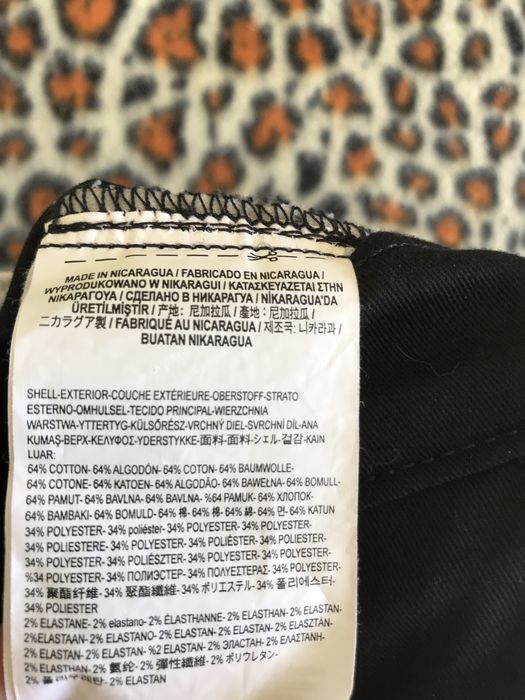 MADE IN NICARAGUA / FABRICADO EN NICARAGUA /
WYPRODUKOWANO W NIKARAGUI / ΚΑΤΑΣΚΕΥΑΖΕΤΑΙ ΣΤΗΝ
ΝΙΚΑΡΑΓΟΥΑ / СДЕЛАНО В НИКАРАГУА / NİKARAGUA'DA
ÜRETİLMİŞTİR / 产地：尼加拉瓜 / 產地：尼加拉瓜 /
ニカラグア製 / FABRIQUÉ AU NICARAGUA / 제조국: 니카라과 /
BUATAN NIKARAGUA
SHELL-EXTERIOR-COUCHE EXTÉRIEURE-OBERSTOFF-STRATO
ESTERNO-OMHULSEL-TECIDO PRINCIPAL-WIERZCHNIA
WARSTWA-YTTERTYG-KÜLSŐRÉSZ-VRCHNÝ DIEL-SVRCHNÍ DÍL-ANA
KUMAŞ-ВЕРХ-ΚΕΛΥΦΟΣ-YDERSTYKKE-面料-面料-シェル-겉감-KAIN
LUAR:
64% COTTON- 64% ALGODÓN- 64% COTON- 64% BAUMWOLLE-
64% COTONE- 64% KATOEN- 64% ALGODÃO- 64% BAWEŁNA- 64% BOMULL-
64% PAMUT- 64% BAVLNA- 64% BAVLNA- %64 PAMUK- 64% ХЛОПОК-
64% ΒΑΜΒΑΚΙ- 64% BOMULD- 64% 棉- 64% 棉- 64% 綿- 64% 면- 64% KATUN
34% POLYESTER- 34% poliéster- 34% POLYESTER- 34% POLYESTER-
34% POLIESTERE- 34% POLYESTER- 34% POLIÉSTER- 34% POLIESTER-
34% POLYESTER- 34% POLIÉSZTER- 34% POLYESTER- 34% POLYESTER-
%34 POLYESTER- 34% ПОЛИЭСТЕР- 34% ΠΟΛΥΕΣΤΕΡΑΣ- 34% POLYESTER-
34% 聚酯纤维- 34% 聚酯纖維- 34% ポリエステル- 34% 폴리에스터-
34% POLIESTER
2% ELASTANE- 2% elastano- 2% ÉLASTHANNE- 2% ELASTHAN- 2% ELASTAN-
2% ELASTAAN- 2% ELASTANO- 2% ELASTAN- 2% ELASTAN- 2% ELASZTÁN-
2% ELASTAN- 2% ELASTAN- %2 ELASTAN- 2% ЭЛАСТАН- 2% ΕΛΑΣΤΑΝΗ-
2% ELASTHAN- 2% 氨纶- 2% 彈性纖維- 2% ポリウレタン-
2% ELASTAN